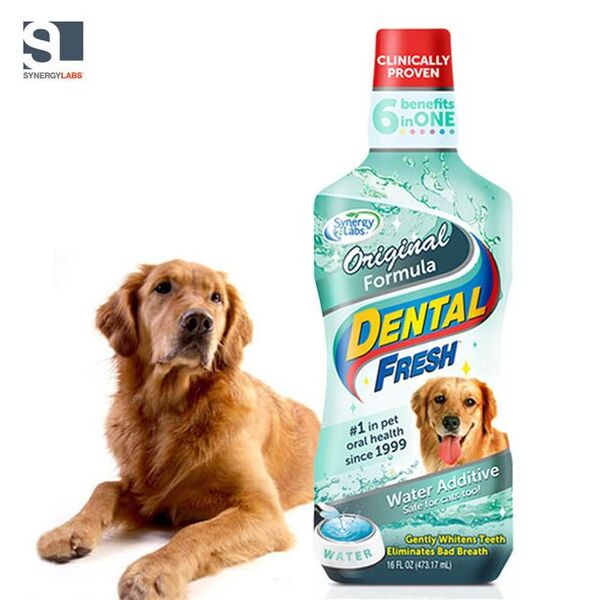 SYNERGYLABS
CLINICALLY
PROVEN
6 benefits
in ONE
Synergy
Labs
Original
Formula
DENTAL
FRESH
#1 in pet
oral health
since 1999
Water Additive
Safe for cats too!
WATER
Gently Whitens Teeth
Eliminates Bad Breath
16 FL OZ (473.17 mL)